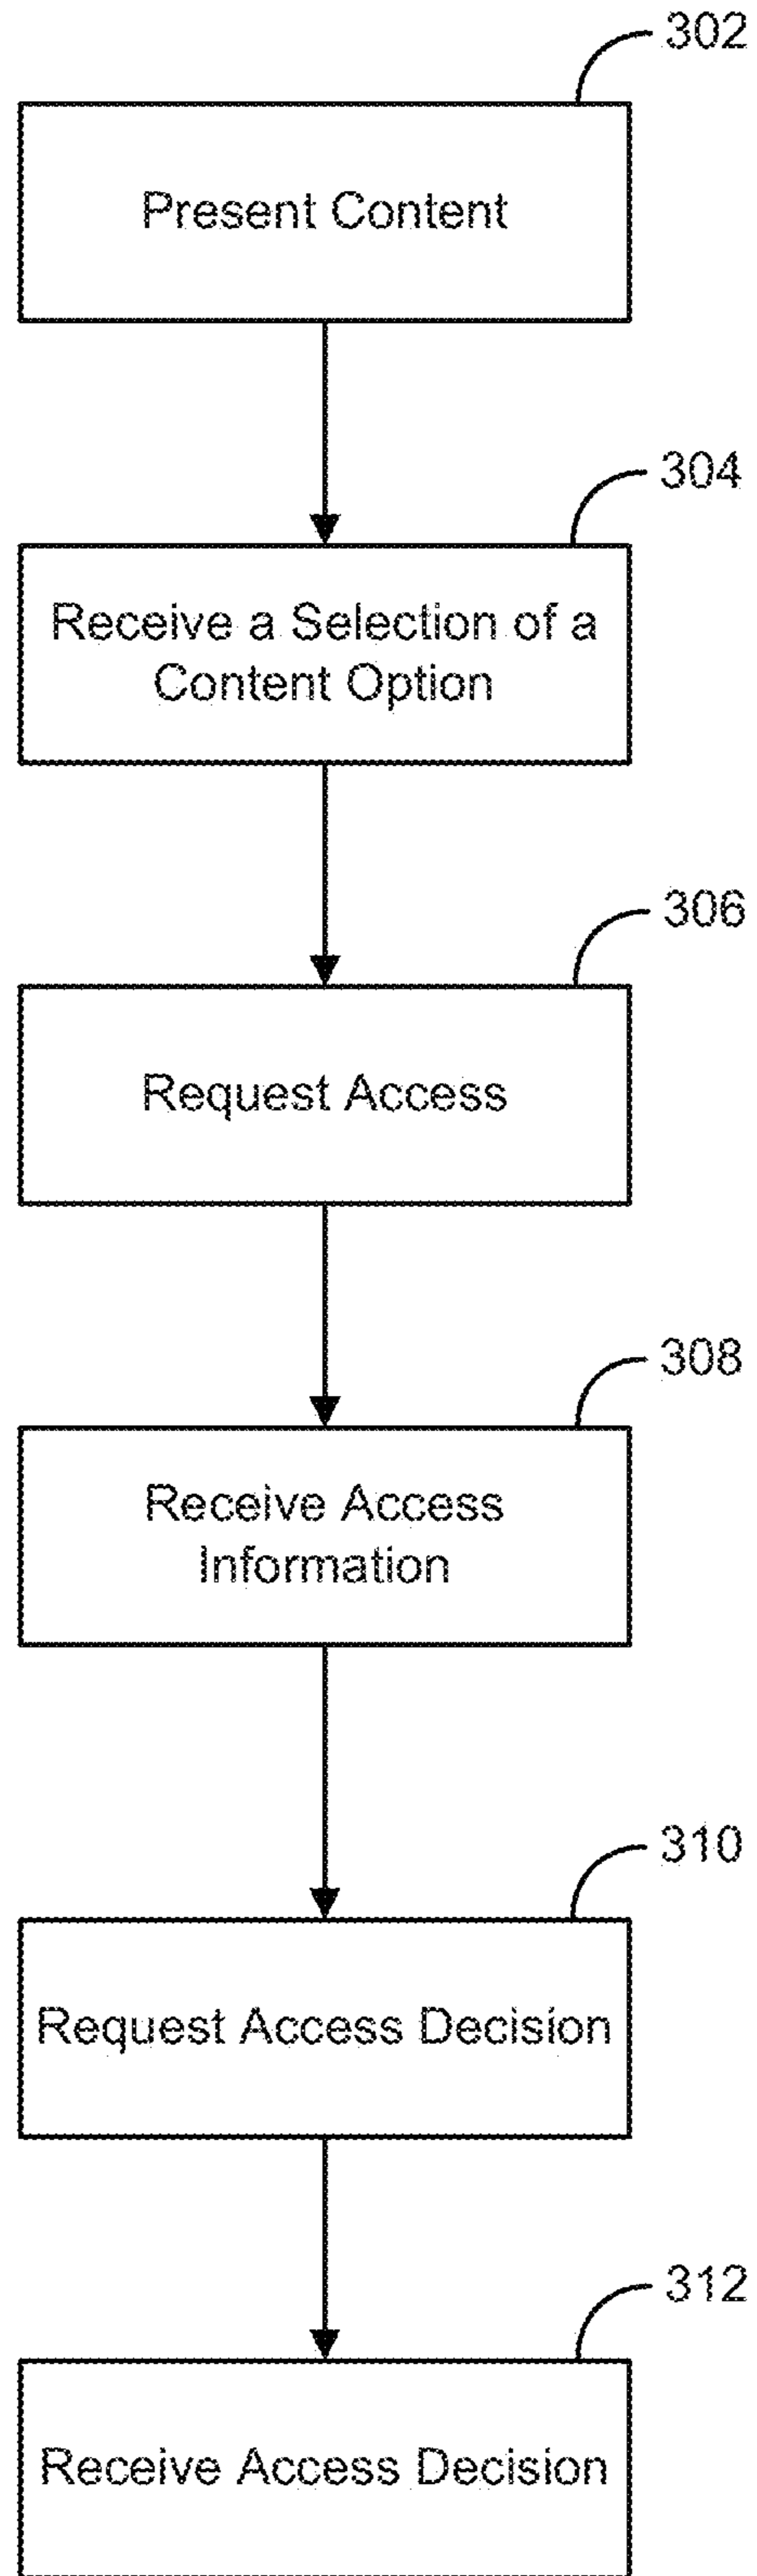 302
Present Content
304
Receive a Selection of a
Content Option
306
Request Access
308
Receive Access
Information
310
Request Access Decision
312
Receive Access Decision